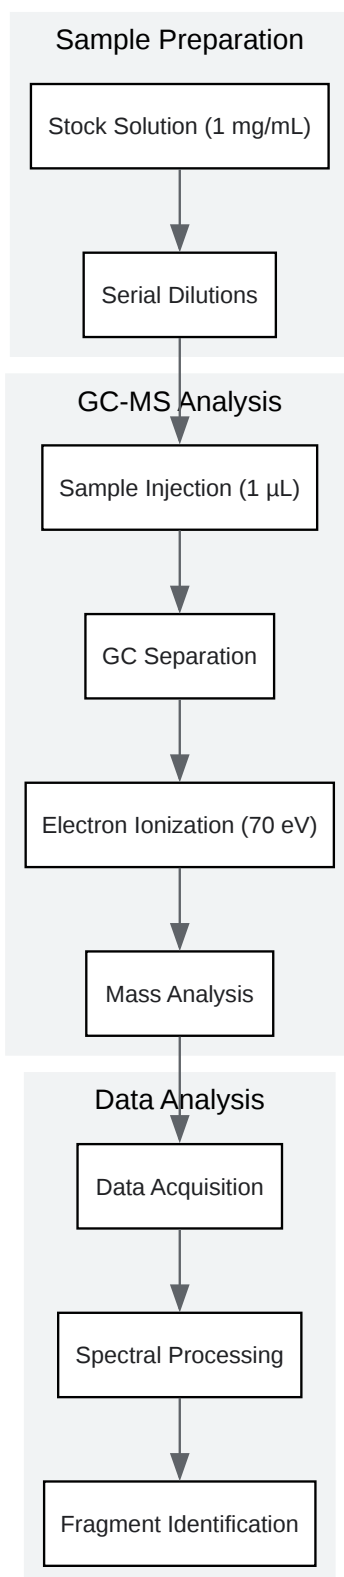 Sample Preparation
Stock Solution (1 mg/mL)
Serial Dilutions
GC-MS Analysis
Sample Injection (1 µL)
GC Separation
Electron Ionization (70 eV)
Mass Analysis
Data Analysis
Data Acquisition
Spectral Processing
Fragment Identification